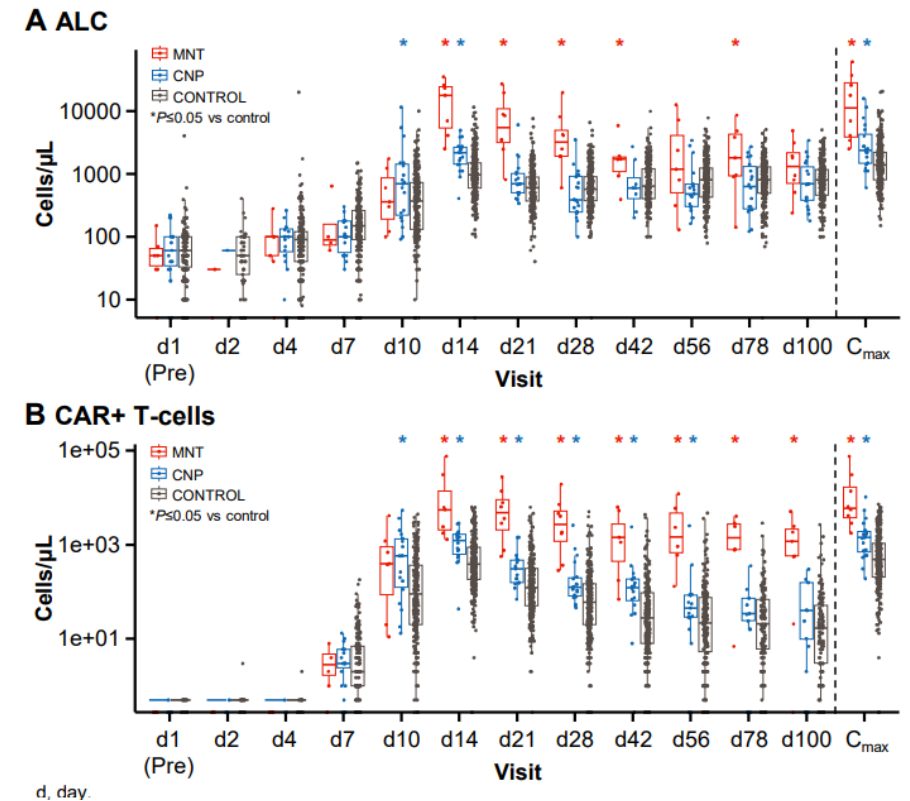 A ALC
* * * * * * * * *
MNT
CNP
CONTROL
*P≤0.05 vs control
Cells/µL
10000
1000
100
10
d1 d2 d4 d7 d10 d14 d21 d28 d42 d56 d78 d100 Cmax
(Pre)
Visit
B CAR+ T-cells
* * * * * * * * * * * * * * * 
MNT
CNP
CONTROL
*P≤0.05 vs control
Cells/µL
1e+05
1e+03
1e+01
d1 d2 d4 d7 d10 d14 d21 d28 d42 d56 d78 d100 Cmax
(Pre)
Visit
d, day.